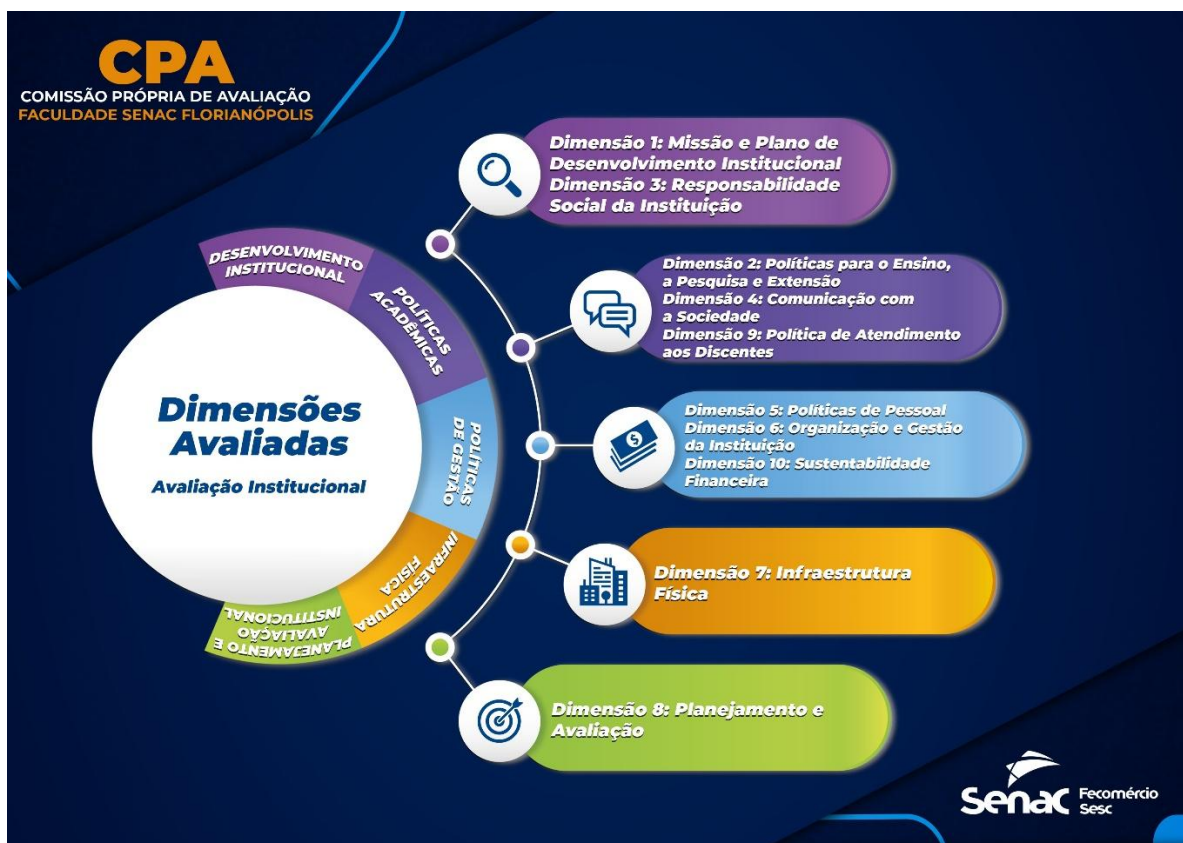 CPA
COMISSÃO PRÓPRIA DE AVALIAÇÃO
FACULDADE SENAC FLORIANÓPOLIS
Dimensões
Avaliadas
Avaliação Institucional
DESENVOLVIMENTO
INSTITUCIONAL
POLÍTICAS
ACADÊMICAS
POLÍTICAS
DE GESTÃO
INFRAESTRUTURA
FÍSICA
PLANEJAMENTO E
AVALIAÇÃO
INSTITUCIONAL
Dimensão 1: Missão e Plano de
Desenvolvimento Institucional
Dimensão 3: Responsabilidade
Social da Instituição
Dimensão 2: Políticas para o Ensino,
a Pesquisa e Extensão
Dimensão 4: Comunicação com
a Sociedade
Dimensão 9: Política de Atendimento
aos Discentes
Dimensão 5: Políticas de Pessoal
Dimensão 6: Organização e Gestão
da Instituição
Dimensão 10: Sustentabilidade
Financeira
Dimensão 7: Infraestrutura
Física
Dimensão 8: Planejamento e
Avaliação
Senac
Fecomércio
Sesc